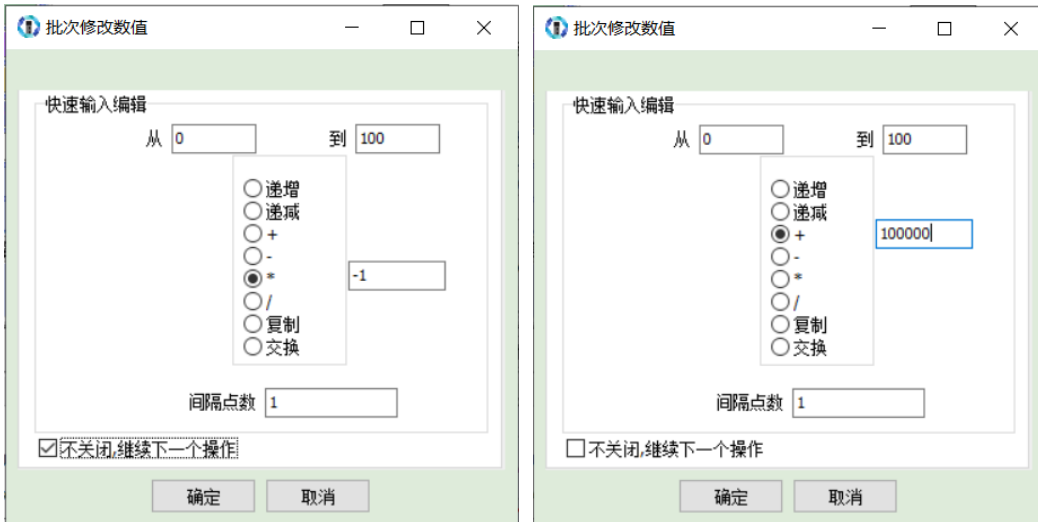 批次修改数值
快速输入编辑
从 0 到 100
递增
递减
+
-
* -1
/
复制
交换
间隔点数 1
不关闭,继续下一个操作
确定 取消
批次修改数值
快速输入编辑
从 0 到 100
递增
递减
+ 100000
-
*
/
复制
交换
间隔点数 1
不关闭,继续下一个操作
确定 取消